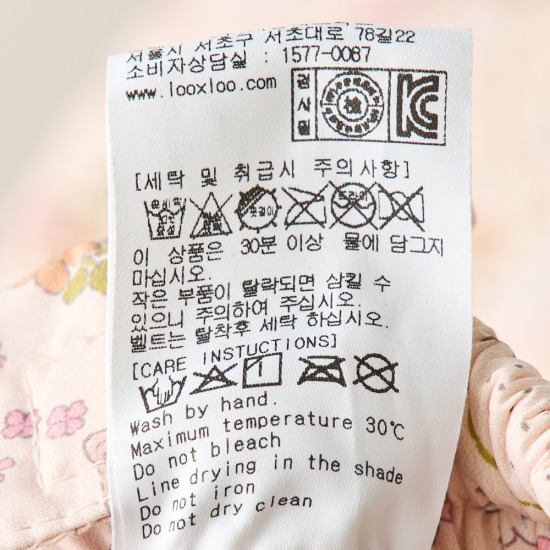 서울시 서초구 서초대로 78길22
소비자상담실 : 1577-0087
www.looxloo.com
검사필 檢 KC
[세탁 및 취급시 주의사항]
이 상품은 30분 이상 물에 담그지
마십시오.
작은 부품이 탈락되면 삼킬 수
있으니 주의하여 주십시오.
벨트는 탈착후 세탁 하십시오.
[CARE INSTUCTIONS]
Wash by hand.
Maximum temperature 30℃
Do not bleach
Line drying in the shade
Do not iron
Do not dry clean